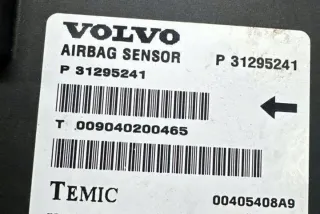 VOLVO
AIRBAG SENSOR P 31295241
P 31295241
T 009040200465
TEMIC 00405408A9